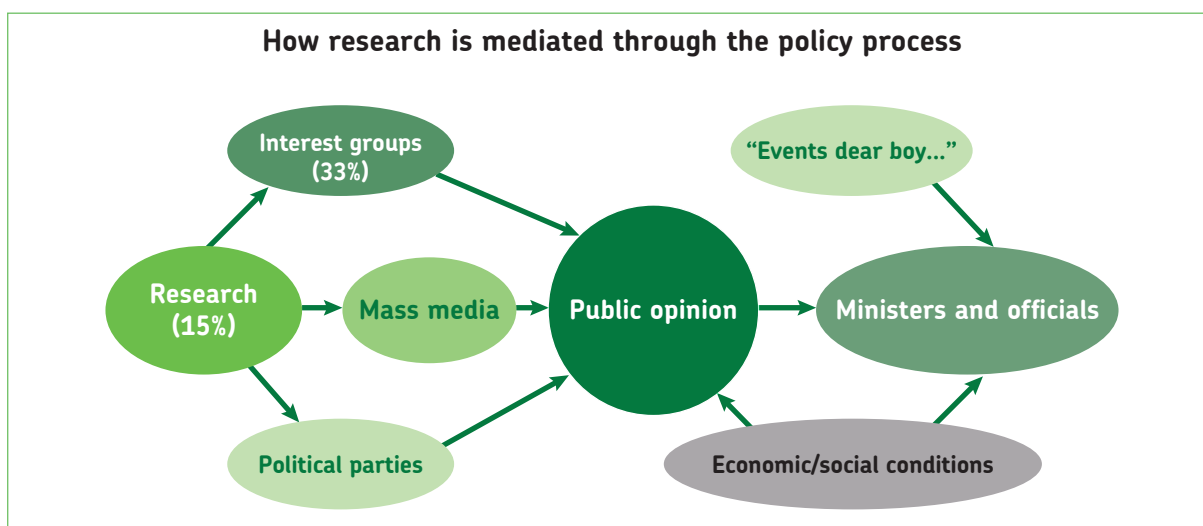 How research is mediated through the policy process
Interest groups
(33%)
“Events dear boy...”
Research
(15%)
Mass media
Public opinion
Ministers and officials
Political parties
Economic/social conditions